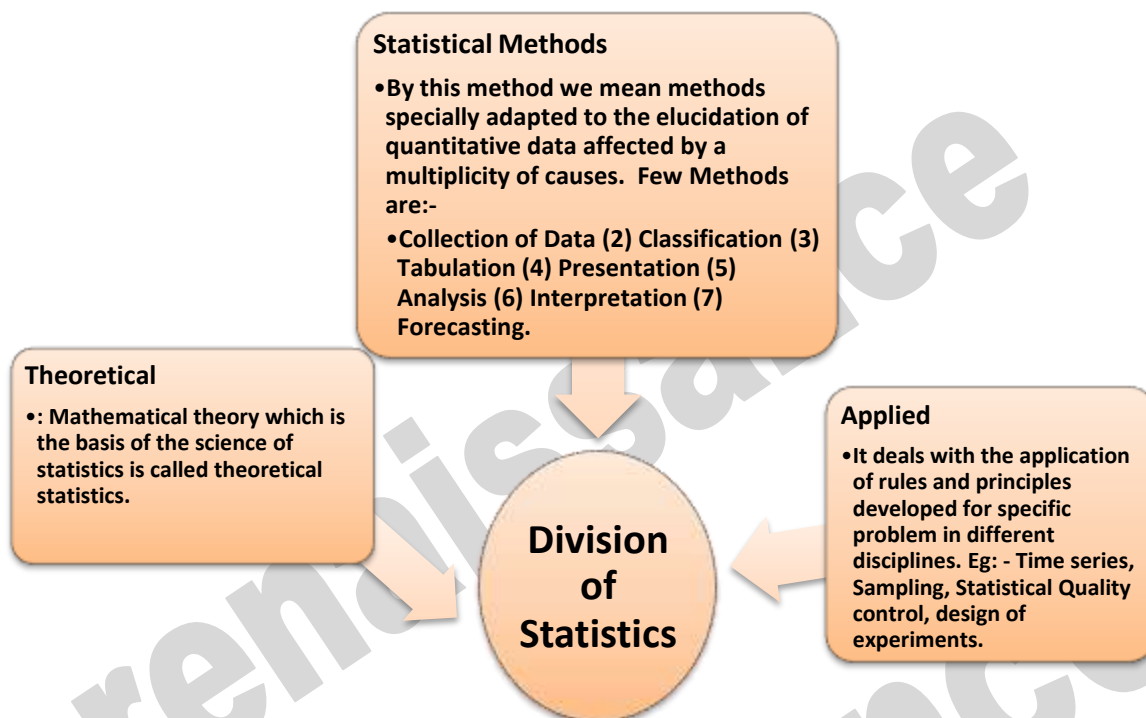 Statistical Methods
•By this method we mean methods
specially adapted to the elucidation of
quantitative data affected by a
multiplicity of causes.  Few Methods
are:-
•Collection of Data (2) Classification (3)
Tabulation (4) Presentation (5)
Analysis (6) Interpretation (7)
Forecasting.
Theoretical
•: Mathematical theory which is
the basis of the science of
statistics is called theoretical
statistics.
Applied
•It deals with the application
of rules and principles
developed for specific
problem in different
disciplines. Eg: - Time series,
Sampling, Statistical Quality
control, design of
experiments.
Division
of
Statistics
renaissance
nce